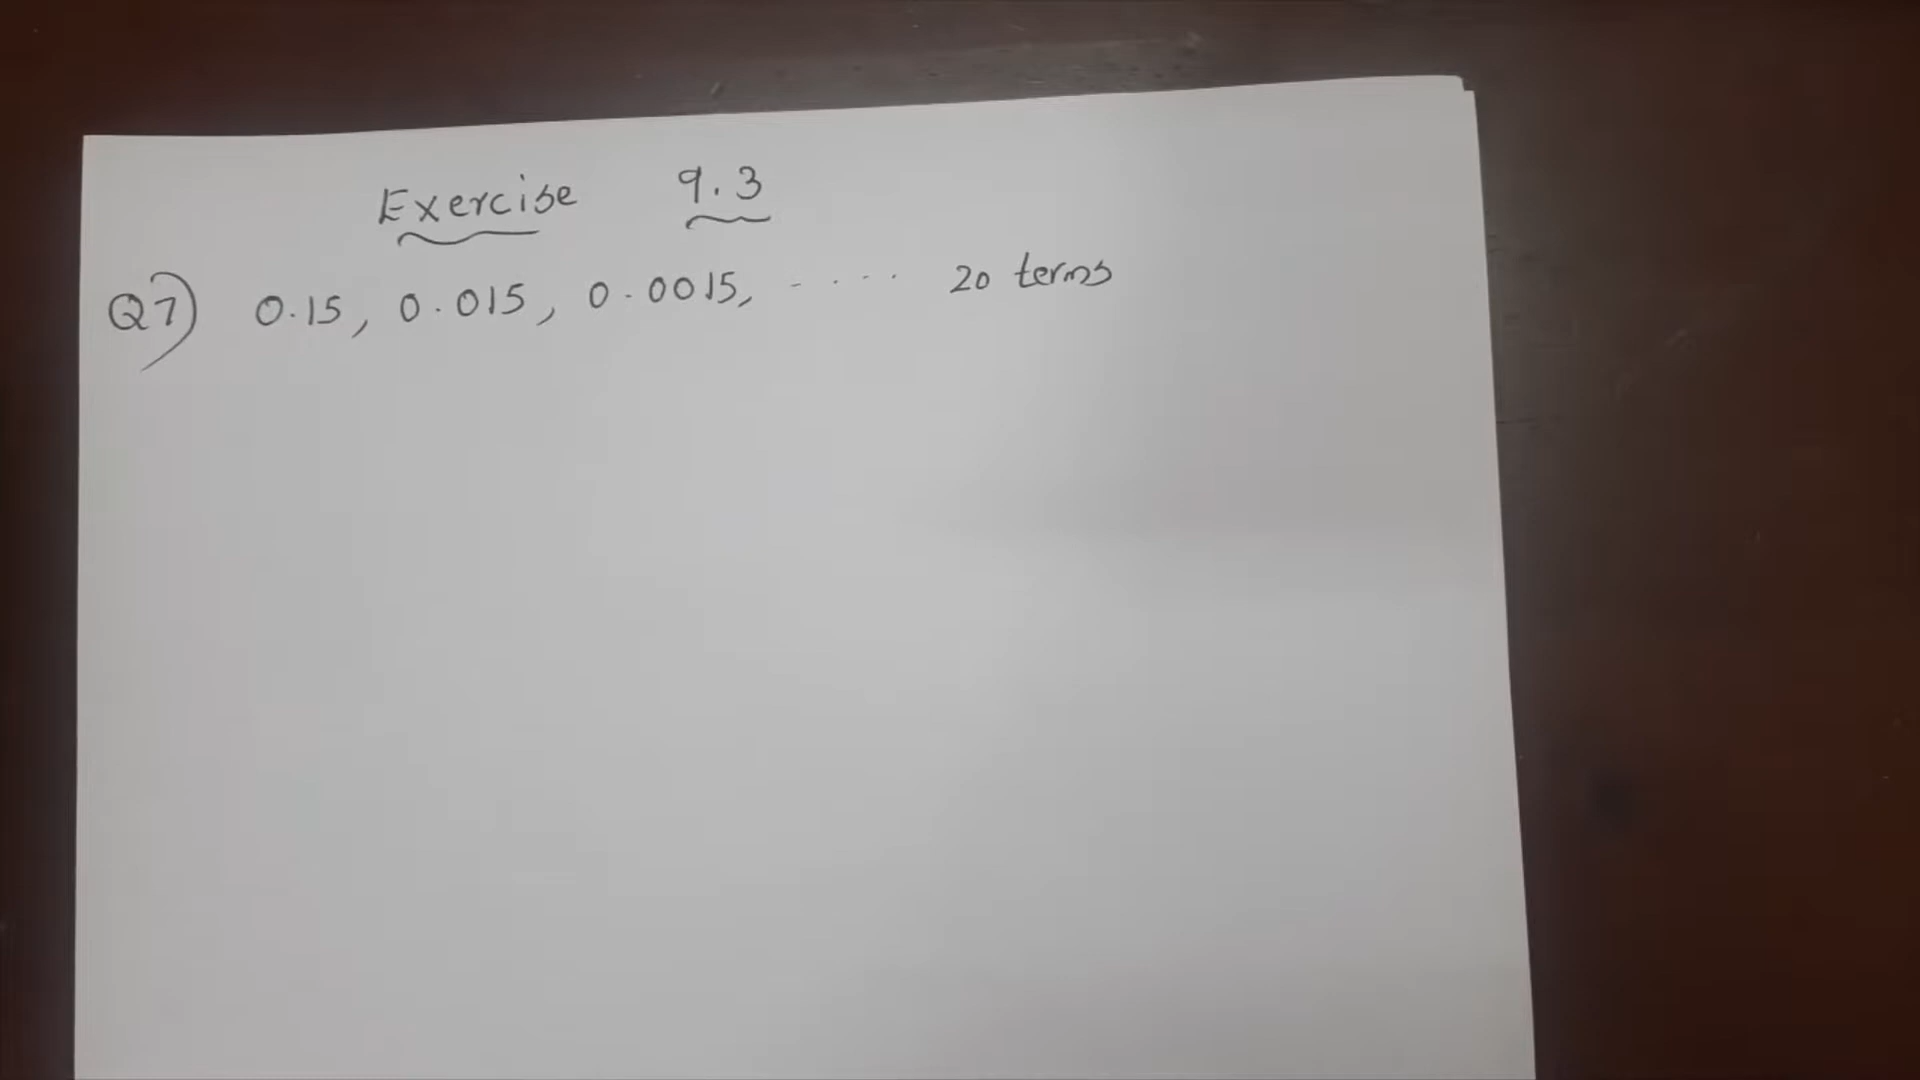 Exercise 9.3
Q7) 0.15, 0.015, 0.0015, ..... 20 terms